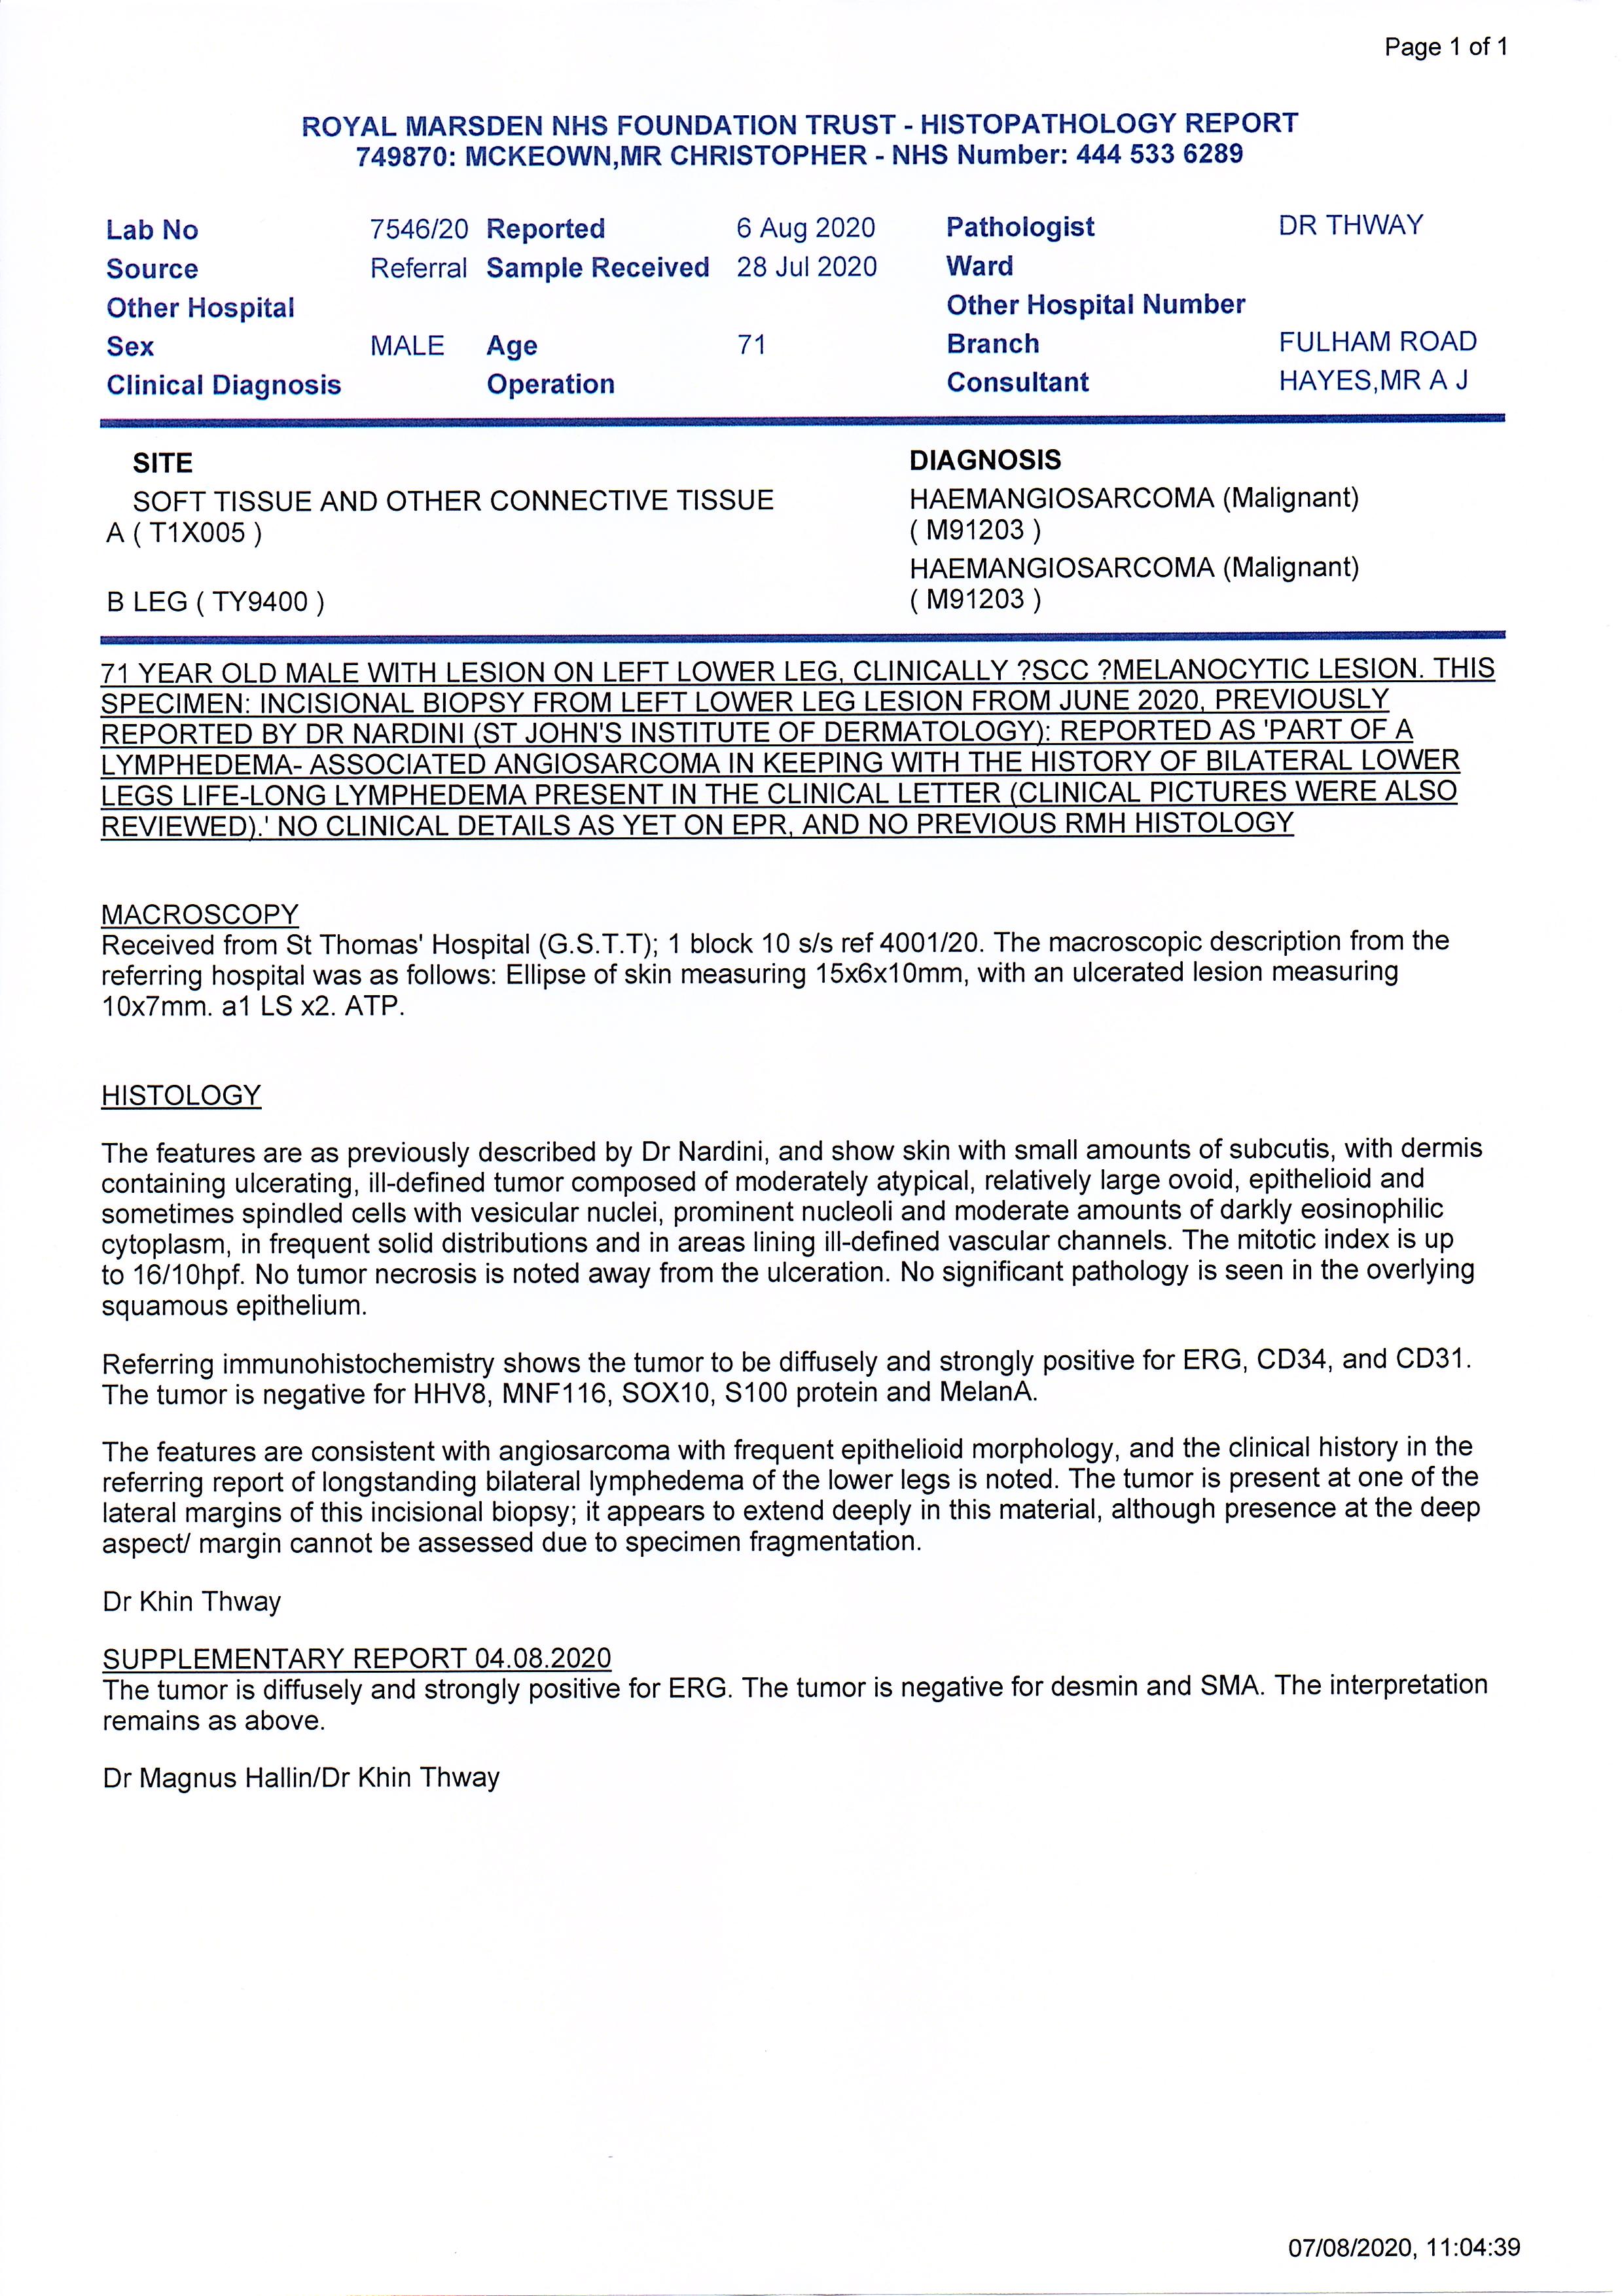 Page 1 of 1
ROYAL MARSDEN NHS FOUNDATION TRUST - HISTOPATHOLOGY REPORT
749870: MCKEOWN,MR CHRISTOPHER - NHS Number: 444 533 6289
Lab No 7546/20 Reported 6 Aug 2020 Pathologist DR THWAY
Source Referral Sample Received 28 Jul 2020 Ward
Other Hospital Other Hospital Number
Sex MALE Age 71 Branch FULHAM ROAD
Clinical Diagnosis Operation Consultant HAYES,MR A J
SITE DIAGNOSIS
SOFT TISSUE AND OTHER CONNECTIVE TISSUE HAEMANGIOSARCOMA (Malignant)
A ( T1X005 ) ( M91203 )
HAEMANGIOSARCOMA (Malignant)
B LEG ( TY9400 ) ( M91203 )
71 YEAR OLD MALE WITH LESION ON LEFT LOWER LEG, CLINICALLY ?SCC ?MELANOCYTIC LESION. THIS
SPECIMEN: INCISIONAL BIOPSY FROM LEFT LOWER LEG LESION FROM JUNE 2020, PREVIOUSLY
REPORTED BY DR NARDINI (ST JOHN'S INSTITUTE OF DERMATOLOGY): REPORTED AS 'PART OF A
LYMPHEDEMA- ASSOCIATED ANGIOSARCOMA IN KEEPING WITH THE HISTORY OF BILATERAL LOWER
LEGS LIFE-LONG LYMPHEDEMA PRESENT IN THE CLINICAL LETTER (CLINICAL PICTURES WERE ALSO
REVIEWED).' NO CLINICAL DETAILS AS YET ON EPR, AND NO PREVIOUS RMH HISTOLOGY
MACROSCOPY
Received from St Thomas' Hospital (G.S.T.T); 1 block 10 s/s ref 4001/20. The macroscopic description from the
referring hospital was as follows: Ellipse of skin measuring 15x6x10mm, with an ulcerated lesion measuring
10x7mm. a1 LS x2. ATP.
HISTOLOGY
The features are as previously described by Dr Nardini, and show skin with small amounts of subcutis, with dermis
containing ulcerating, ill-defined tumor composed of moderately atypical, relatively large ovoid, epithelioid and
sometimes spindled cells with vesicular nuclei, prominent nucleoli and moderate amounts of darkly eosinophilic
cytoplasm, in frequent solid distributions and in areas lining ill-defined vascular channels. The mitotic index is up
to 16/10hpf. No tumor necrosis is noted away from the ulceration. No significant pathology is seen in the overlying
squamous epithelium.
Referring immunohistochemistry shows the tumor to be diffusely and strongly positive for ERG, CD34, and CD31.
The tumor is negative for HHV8, MNF116, SOX10, S100 protein and MelanA.
The features are consistent with angiosarcoma with frequent epithelioid morphology, and the clinical history in the
referring report of longstanding bilateral lymphedema of the lower legs is noted. The tumor is present at one of the
lateral margins of this incisional biopsy; it appears to extend deeply in this material, although presence at the deep
aspect/ margin cannot be assessed due to specimen fragmentation.
Dr Khin Thway
SUPPLEMENTARY REPORT 04.08.2020
The tumor is diffusely and strongly positive for ERG. The tumor is negative for desmin and SMA. The interpretation
remains as above.
Dr Magnus Hallin/Dr Khin Thway
07/08/2020, 11:04:39